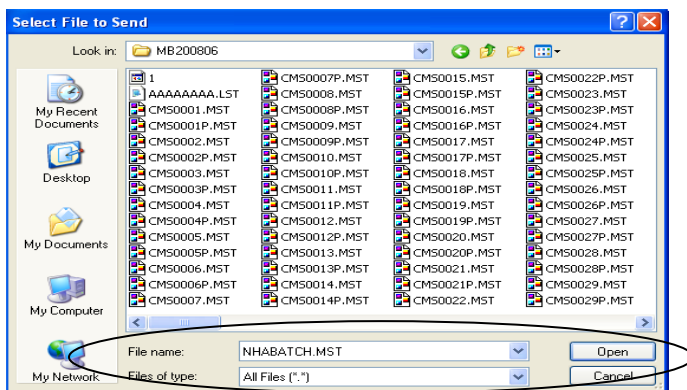 Select File to Send
Look in: MB200806
My Recent
Documents
Desktop
My Documents
My Computer
My Network
1
AAAAAAAA.LST
CMS0001.MST
CMS0001P.MST
CMS0002.MST
CMS0002P.MST
CMS0003.MST
CMS0003P.MST
CMS0004.MST
CMS0004P.MST
CMS0005.MST
CMS0005P.MST
CMS0006.MST
CMS0006P.MST
CMS0007.MST
CMS0007P.MST
CMS0008.MST
CMS0008P.MST
CMS0009.MST
CMS0009P.MST
CMS0010.MST
CMS0010P.MST
CMS0011.MST
CMS0011P.MST
CMS0012.MST
CMS0012P.MST
CMS0013.MST
CMS0013P.MST
CMS0014.MST
CMS0014P.MST
CMS0015.MST
CMS0015P.MST
CMS0016.MST
CMS0016P.MST
CMS0017.MST
CMS0017P.MST
CMS0018.MST
CMS0018P.MST
CMS0019.MST
CMS0019P.MST
CMS0020.MST
CMS0020P.MST
CMS0021.MST
CMS0021P.MST
CMS0022.MST
CMS0022P.MST
CMS0023.MST
CMS0023P.MST
CMS0024.MST
CMS0024P.MST
CMS0025.MST
CMS0025P.MST
CMS0026.MST
CMS0026P.MST
CMS0027.MST
CMS0027P.MST
CMS0028.MST
CMS0028P.MST
CMS0029.MST
CMS0029P.MST
File name: NHABATCH.MST Open
Files of type: All Files (*.*) Cancel